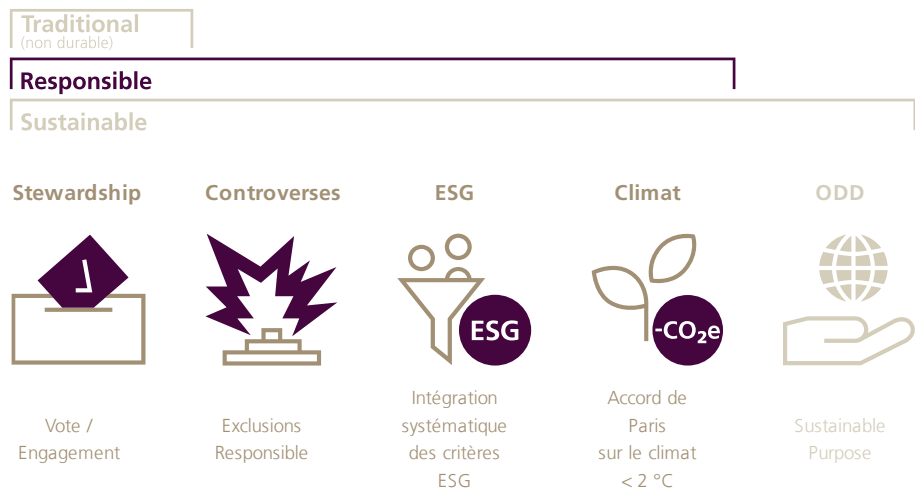 Traditional
(non durable)
Responsible
Sustainable
Stewardship
Controverses
ESG
Climat
ODD
ESG
-CO₂e
Vote /
Engagement
Exclusions
Responsible
Intégration
systématique
des critères
ESG
Accord de
Paris
sur le climat
< 2 °C
Sustainable
Purpose